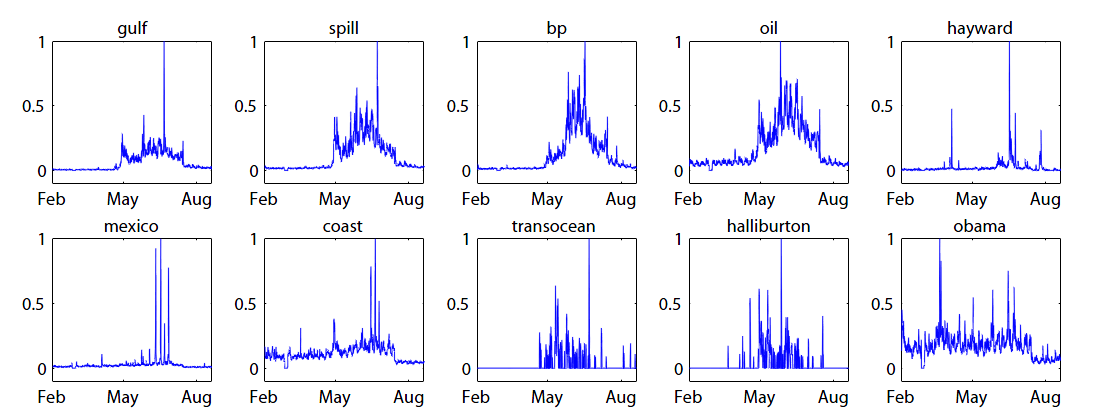 gulf spill bp oil hayward
1 1 1 1 1
0.5 0.5 0.5 0.5 0.5
0 0 0 0 0
Feb May Aug Feb May Aug Feb May Aug Feb May Aug Feb May Aug
mexico coast transocean halliburton obama
1 1 1 1 1
0.5 0.5 0.5 0.5 0.5
0 0 0 0 0
Feb May Aug Feb May Aug Feb May Aug Feb May Aug Feb May Aug